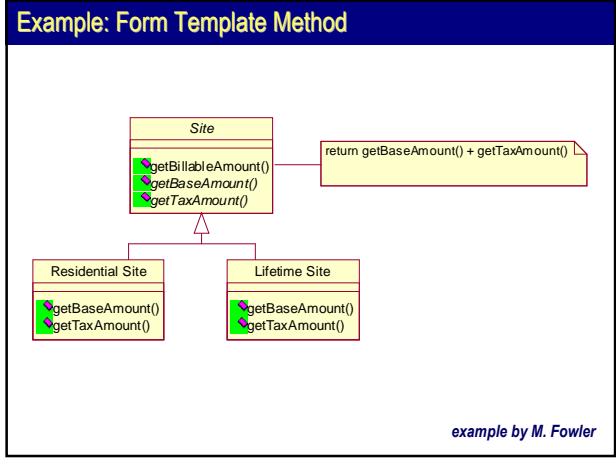 Example: Form Template Method
Site
getBillableAmount()
getBaseAmount()
getTaxAmount()
return getBaseAmount() + getTaxAmount()
Residential Site
getBaseAmount()
getTaxAmount()
Lifetime Site
getBaseAmount()
getTaxAmount()
example by M. Fowler